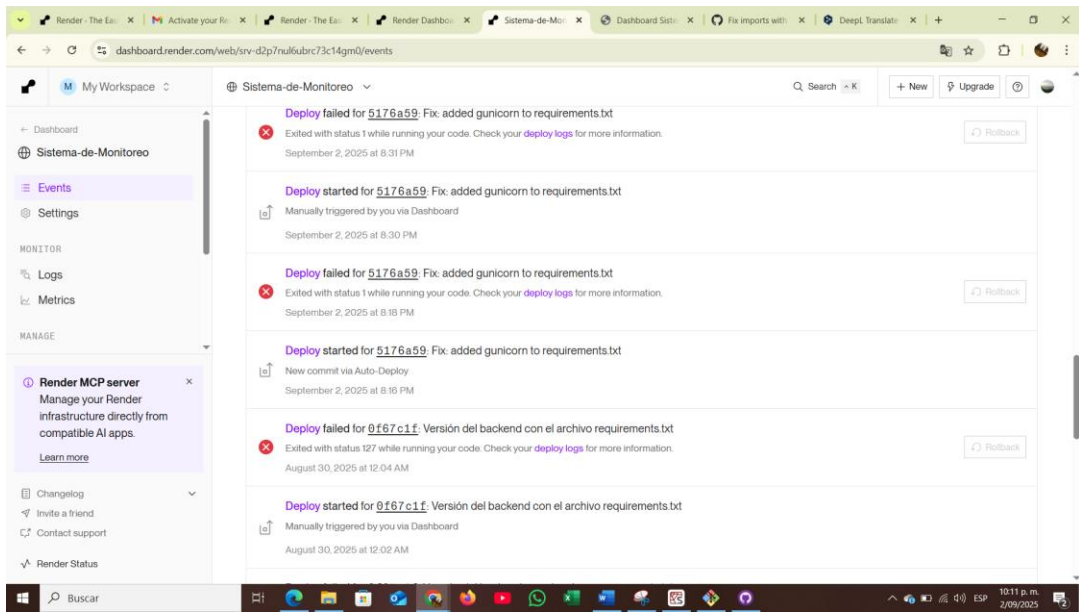 Render - The Eas
Activate your Re
Render - The Eas
Render Dashboa
Sistema-de-Mon
Dashboard Siste
Fix imports with
DeepL Translate
dashboard.render.com/web/srv-d2p7nul6ubrc73c14gm0/events
M My Workspace
Sistema-de-Monitoreo
Search
K
+ New
Upgrade
← Dashboard
Sistema-de-Monitoreo
Events
Settings
MONITOR
Logs
Metrics
MANAGE
Render MCP server
Manage your Render
infrastructure directly from
compatible AI apps.
Learn more
Changelog
Invite a friend
Contact support
Render Status
Deploy failed for 5176a59: Fix: added gunicorn to requirements.txt
Exited with status 1 while running your code. Check your deploy logs for more information.
September 2, 2025 at 8:31 PM
Rollback
Deploy started for 5176a59: Fix: added gunicorn to requirements.txt
Manually triggered by you via Dashboard
September 2, 2025 at 8:30 PM
Deploy failed for 5176a59: Fix: added gunicorn to requirements.txt
Exited with status 1 while running your code. Check your deploy logs for more information.
September 2, 2025 at 8:18 PM
Rollback
Deploy started for 5176a59: Fix: added gunicorn to requirements.txt
New commit via Auto-Deploy
September 2, 2025 at 8:16 PM
Deploy failed for 0f67c1f: Versión del backend con el archivo requirements.txt
Exited with status 127 while running your code. Check your deploy logs for more information.
August 30, 2025 at 12:04 AM
Rollback
Deploy started for 0f67c1f: Versión del backend con el archivo requirements.txt
Manually triggered by you via Dashboard
August 30, 2025 at 12:02 AM
Buscar
ESP
10:11 p. m.
2/09/2025